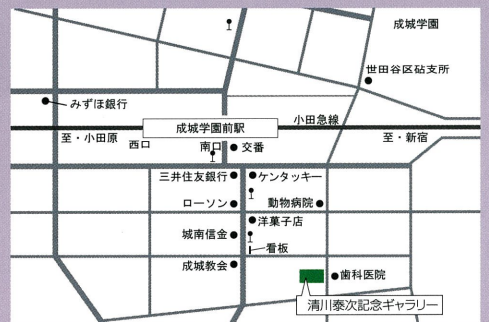 成城学園
世田谷区砧支所
みずほ銀行
成城学園前駅
小田急線
至・小田原
至・新宿
西口
南口
交番
三井住友銀行
ケンタッキー
ローソン
動物病院
洋菓子店
城南信金
看板
成城教会
歯科医院
清川泰次記念ギャラリー